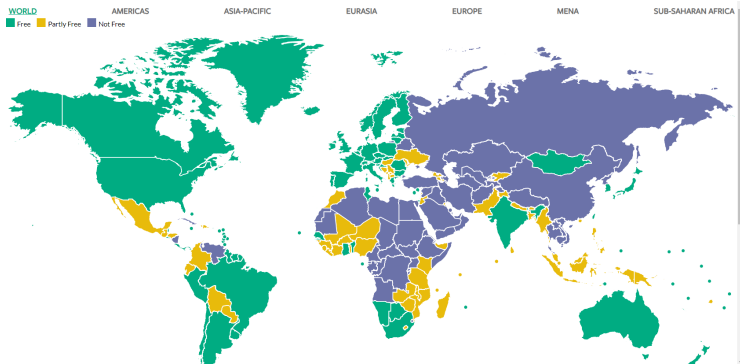 WORLD AMERICAS ASIA-PACIFIC EURASIA EUROPE MENA SUB-SAHARAN AFRICA
Free Partly Free Not Free